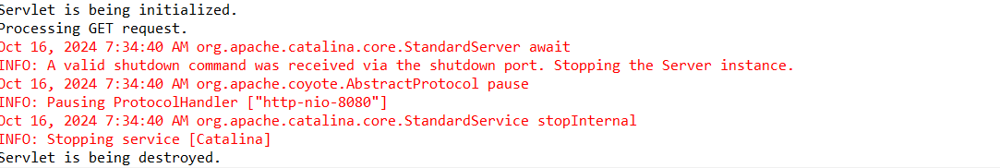 Servlet is being initialized.
Processing GET request.
Oct 16, 2024 7:34:40 AM org.apache.catalina.core.StandardServer await
INFO: A valid shutdown command was received via the shutdown port. Stopping the Server instance.
Oct 16, 2024 7:34:40 AM org.apache.coyote.AbstractProtocol pause
INFO: Pausing ProtocolHandler ["http-nio-8080"]
Oct 16, 2024 7:34:40 AM org.apache.catalina.core.StandardService stopInternal
INFO: Stopping service [Catalina]
Servlet is being destroyed.